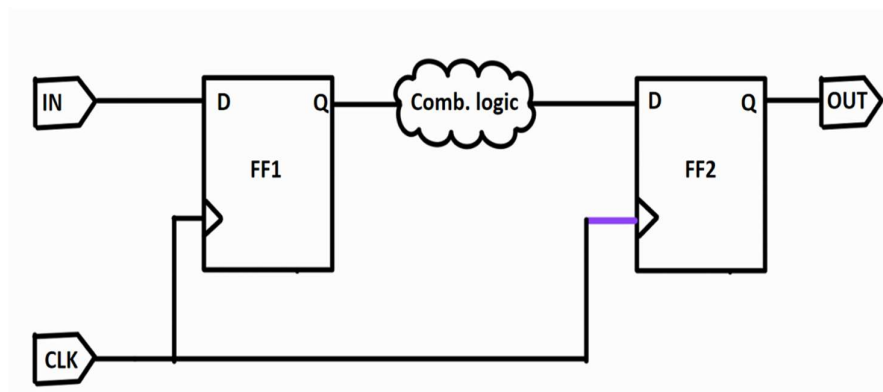 IN
D
Q
FF1
Comb. logic
D
Q
FF2
OUT
CLK